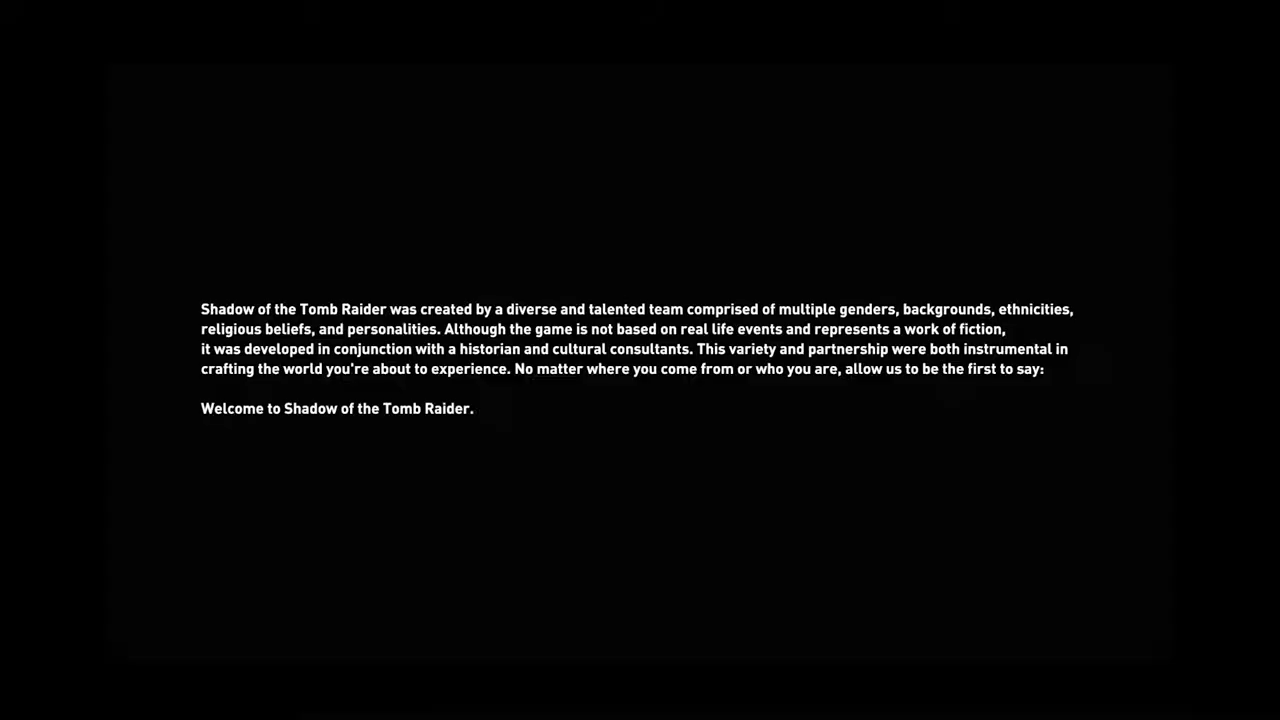 Shadow of the Tomb Raider was created by a diverse and talented team comprised of multiple genders, backgrounds, ethnicities,
religious beliefs, and personalities. Although the game is not based on real life events and represents a work of fiction,
it was developed in conjunction with a historian and cultural consultants. This variety and partnership were both instrumental in
crafting the world you're about to experience. No matter where you come from or who you are, allow us to be the first to say:
Welcome to Shadow of the Tomb Raider.